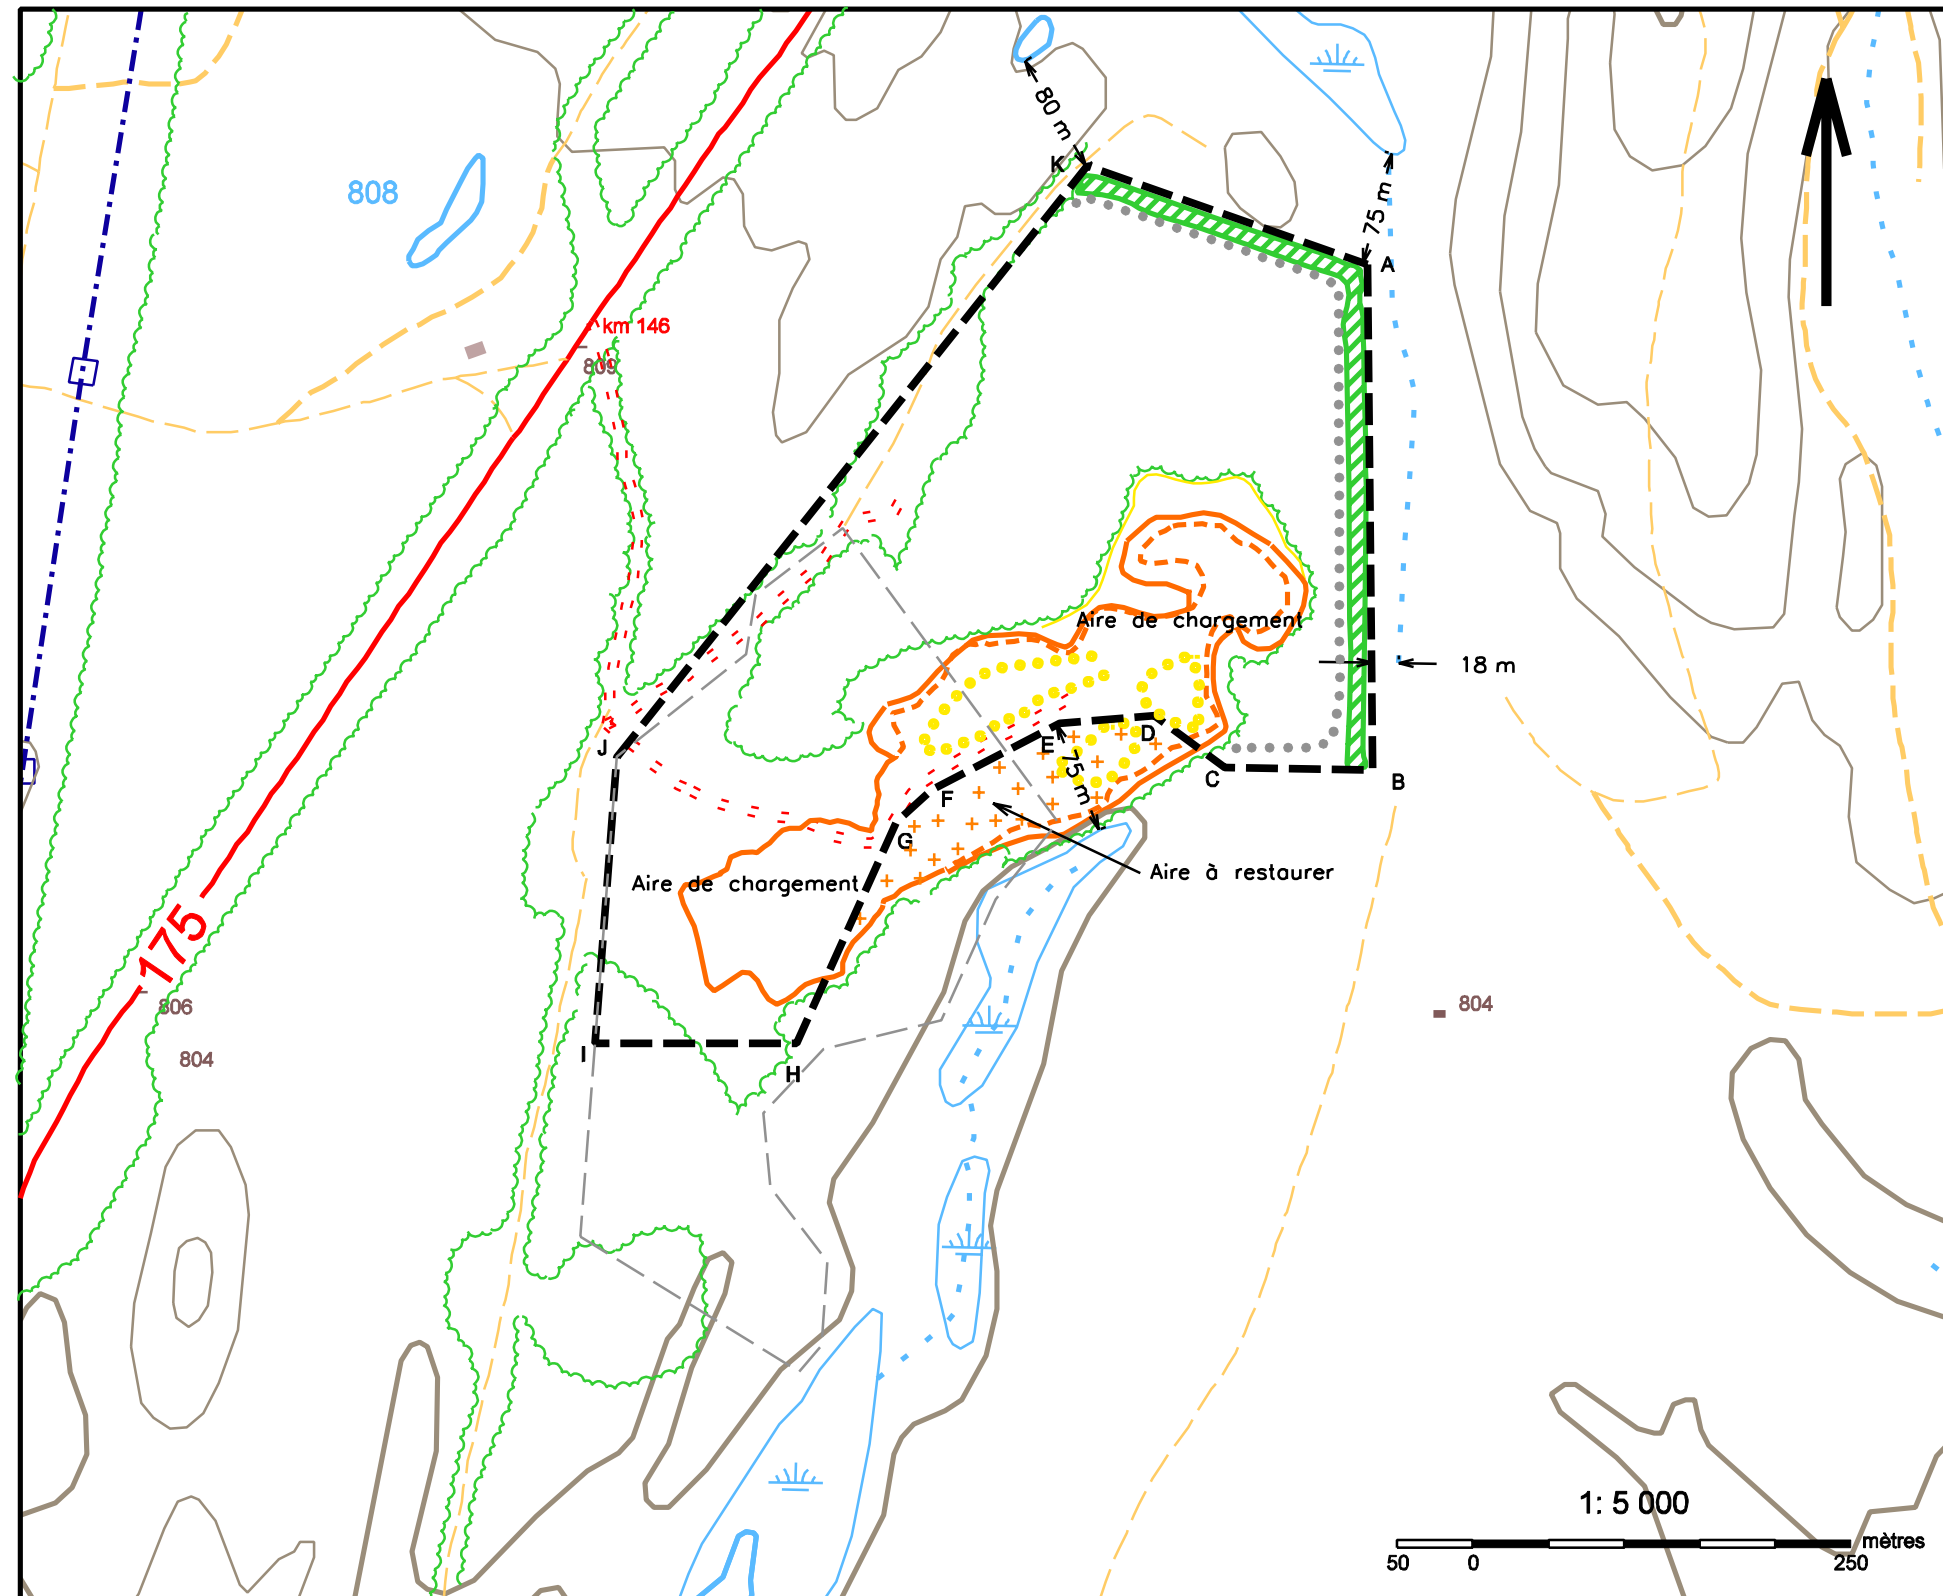 80 m
K
808
75 m
A
km 146
809
Aire de chargement
18 m
J
E
D
75 m
C
B
F
G
Aire à restaurer
Aire de chargement
175
806
804
804
I
H
1: 5 000
mètres
50
0
250